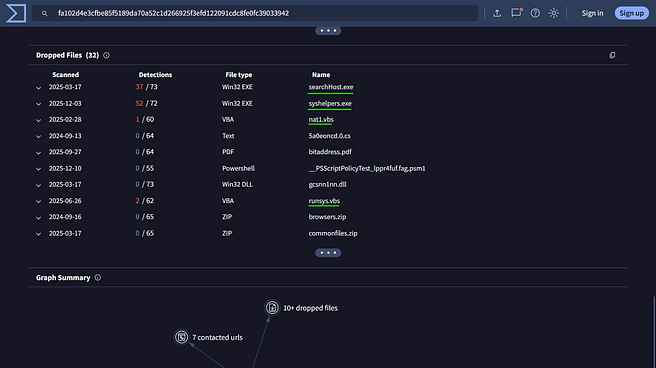 fa102d4e3cfbe85f5189da70a52c1d266925f3efd122091cdc8fe0fc39033942
Sign in
Sign up
Dropped Files (32)
Scanned Detections File type Name
2025-03-17 37 / 73 Win32 EXE searchHost.exe
2025-12-03 52 / 72 Win32 EXE syshelpers.exe
2025-02-28 1 / 60 VBA nat1.vbs
2024-09-13 0 / 64 Text 5a0eoncd.0.cs
2025-09-27 0 / 64 PDF bitaddress.pdf
2025-12-10 0 / 55 Powershell __PSScriptPolicyTest_lppr4fuf.fag.psm1
2025-03-17 0 / 73 Win32 DLL gcsnn1nn.dll
2025-06-26 2 / 62 VBA runsys.vbs
2024-09-16 0 / 65 ZIP browsers.zip
2025-03-17 0 / 65 ZIP commonfiles.zip
Graph Summary
10+ dropped files
7 contacted urls